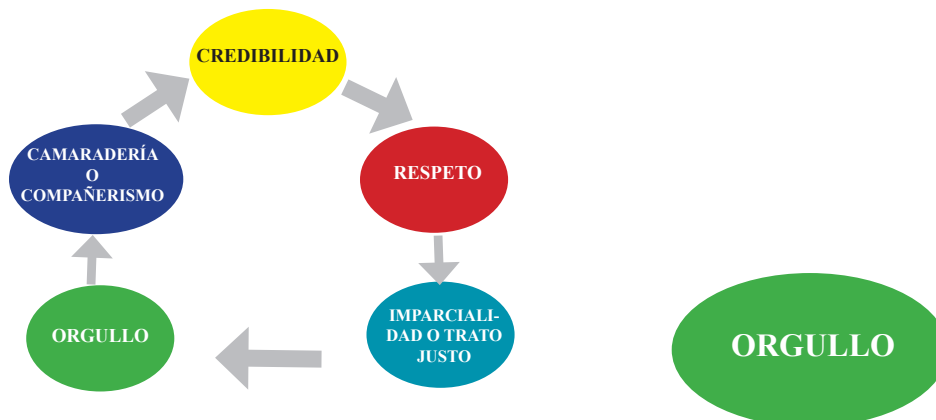 CREDIBILIDAD
RESPETO
IMPARCIALI-
DAD O TRATO
JUSTO
ORGULLO
CAMARADERÍA
O
COMPAÑERISMO
ORGULLO